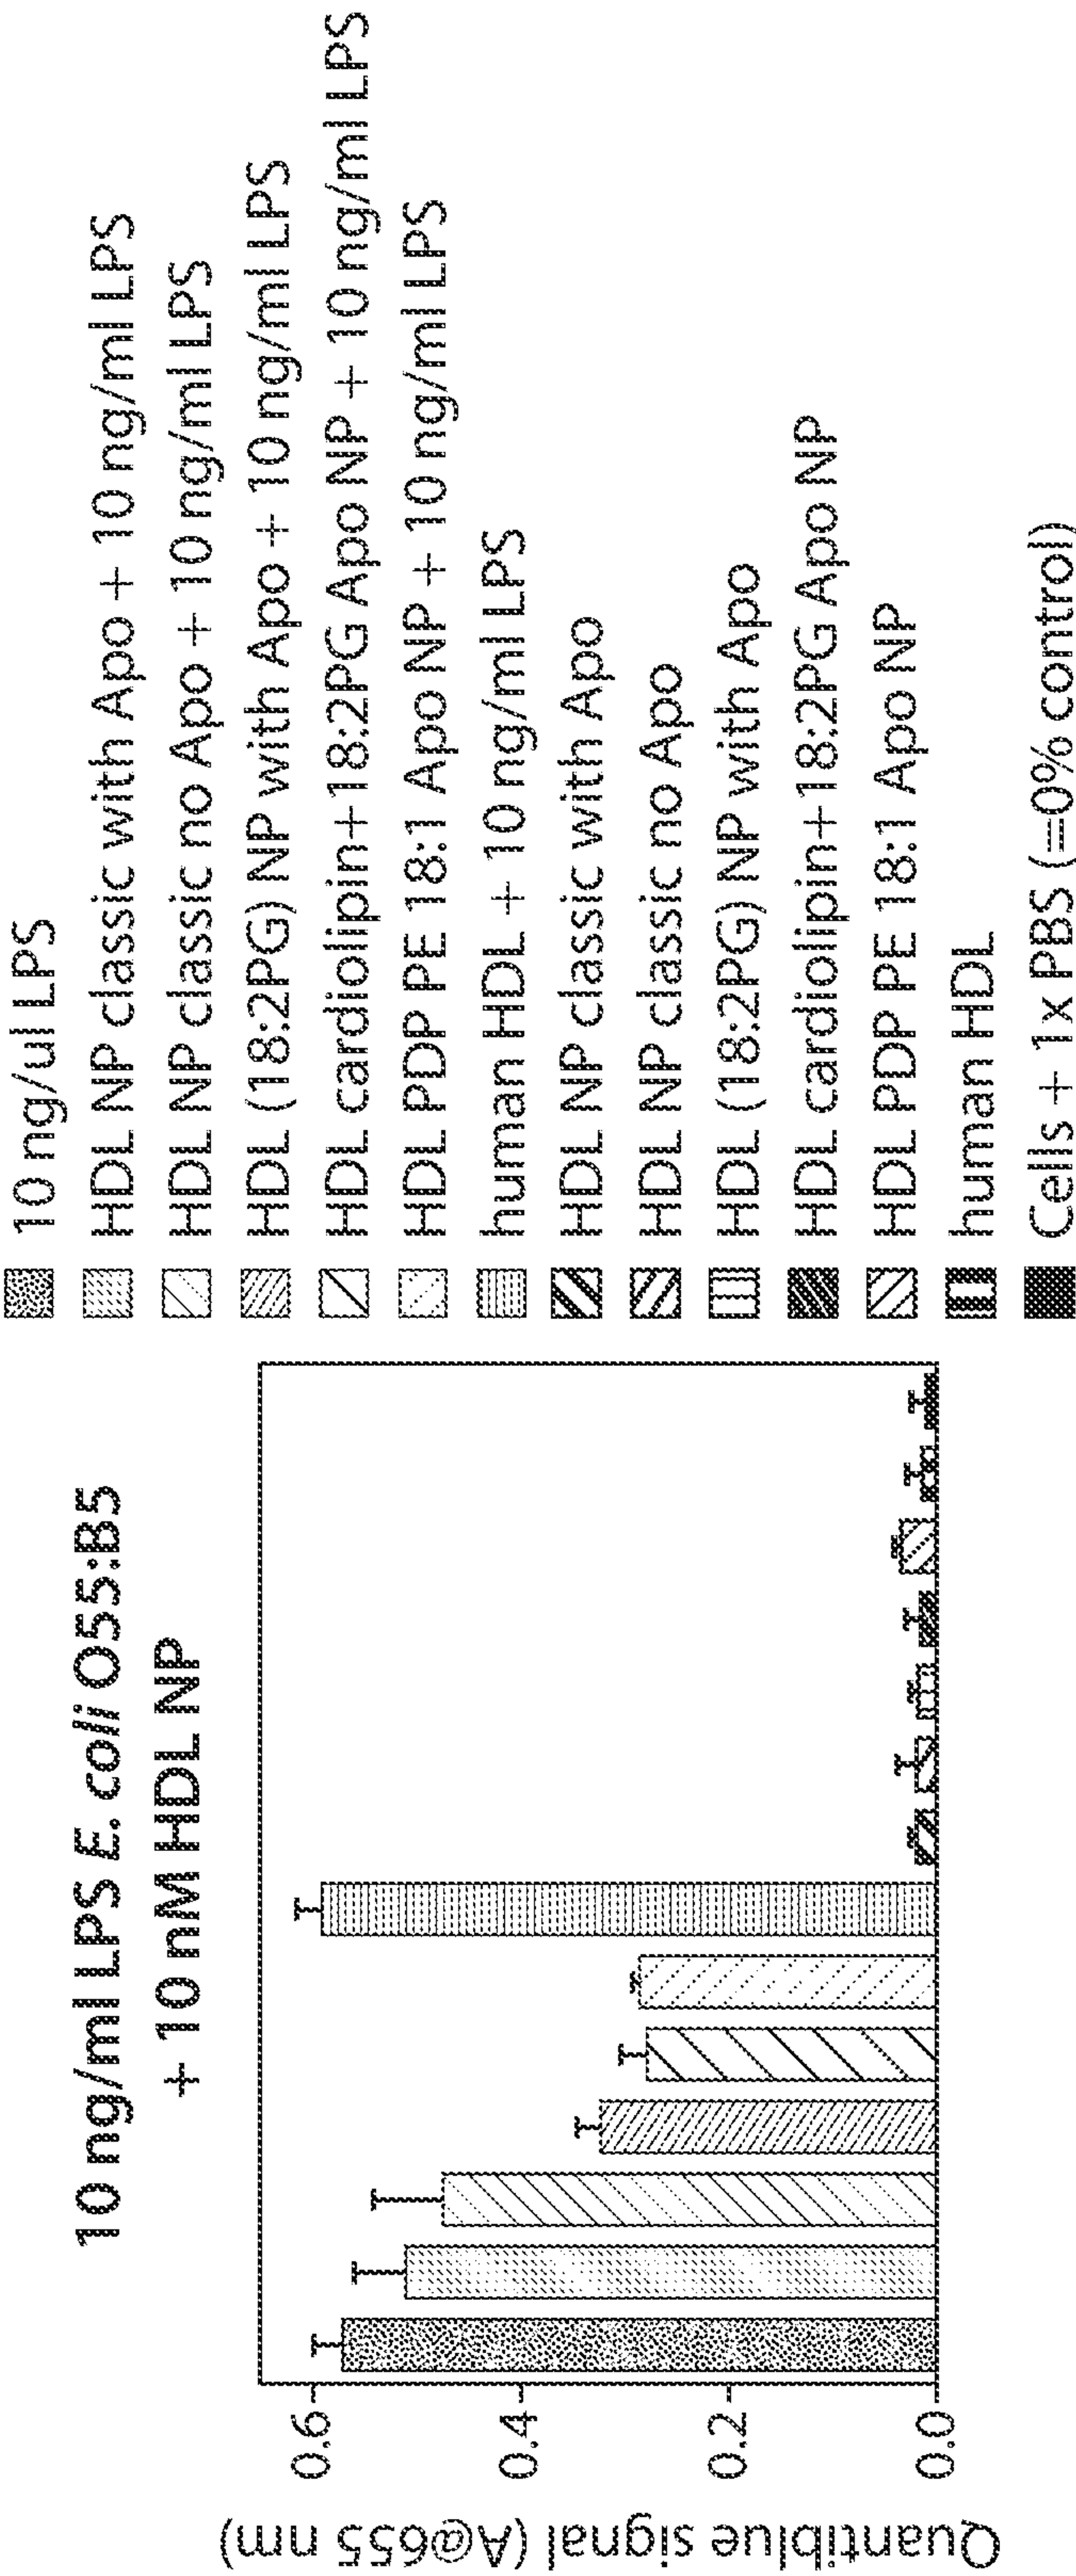 10 ng/ml LPS E. coli O55:B5
+ 10 nM HDL NP
Quantiblue signal (A@655 nm)
0.6
0.4
0.2
0.0
10 ng/ul LPS
HDL NP classic with Apo + 10 ng/ml LPS
HDL NP classic no Apo + 10 ng/ml LPS
HDL (18:2PG) NP with Apo + 10 ng/ml LPS
HDL cardiolipin+18:2PG Apo NP + 10 ng/ml LPS
HDL PDP PE 18:1 Apo NP + 10 ng/ml LPS
human HDL + 10 ng/ml LPS
HDL NP classic with Apo
HDL NP classic no Apo
HDL (18:2PG) NP with Apo
HDL cardiolipin+18:2PG Apo NP
HDL PDP PE 18:1 Apo NP
human HDL
Cells + 1x PBS (=0% control)